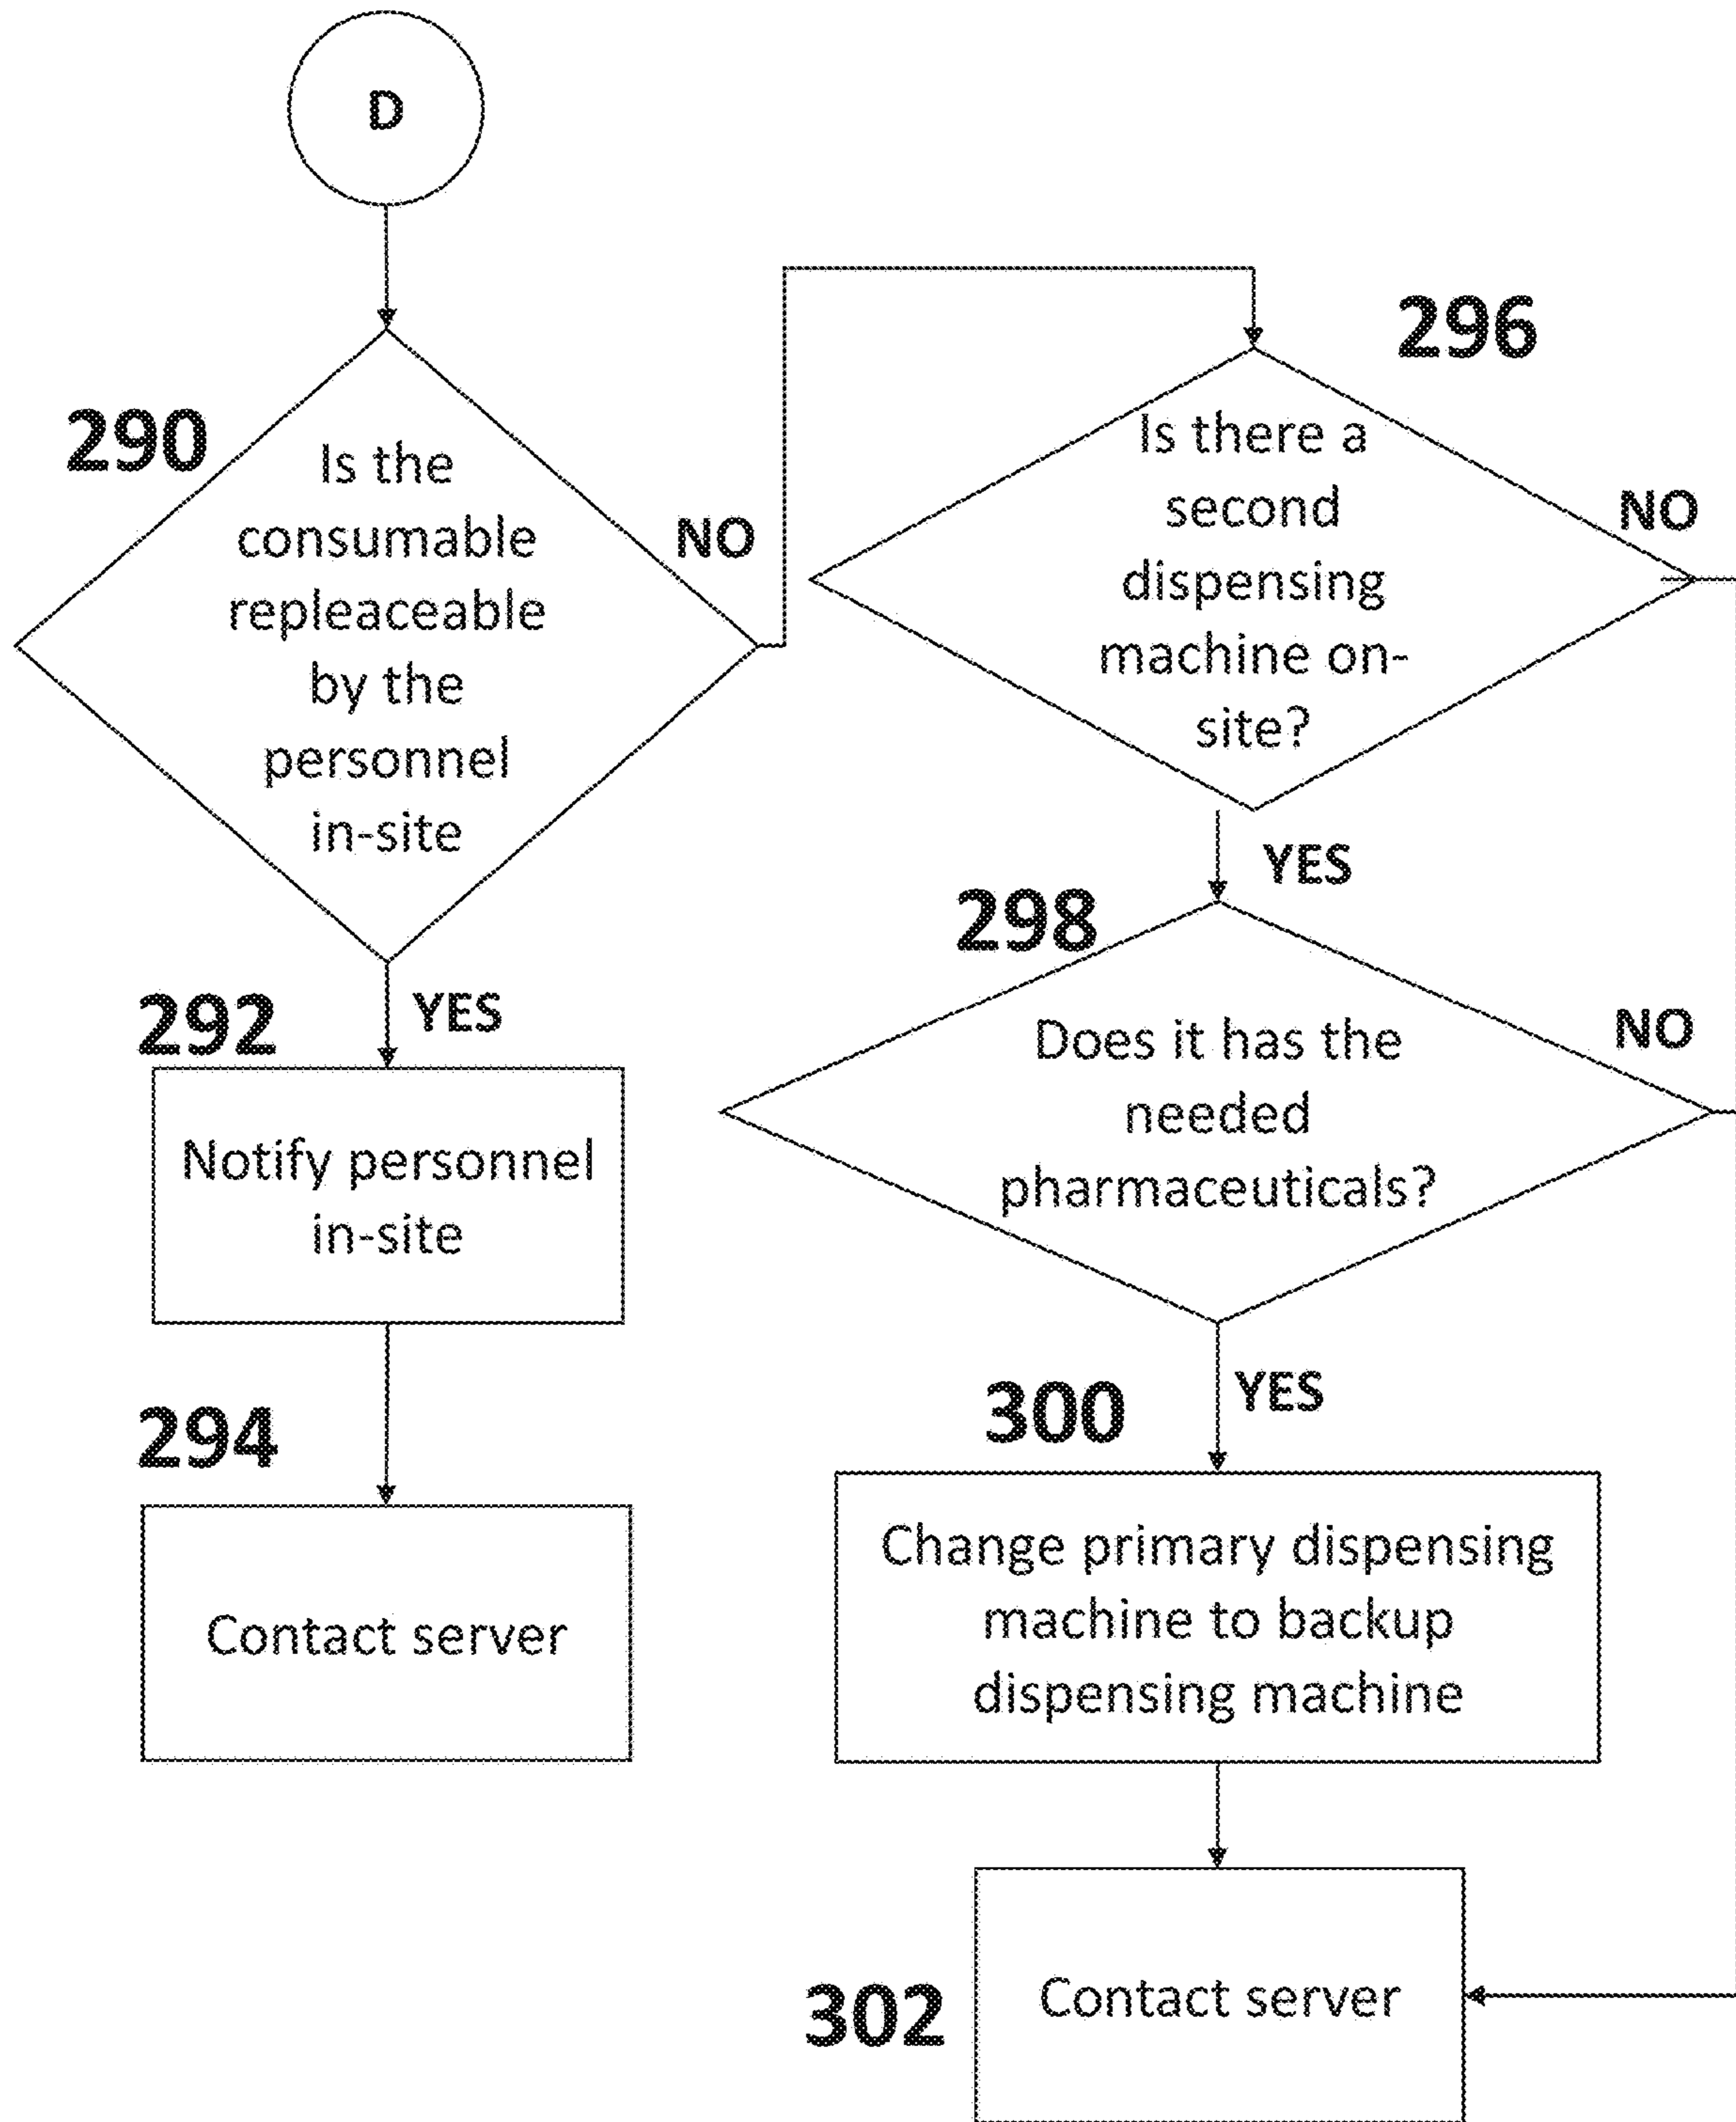 D
290
Is the
consumable
repleaceable
by the
personnel
in-site
NO
YES
292
Notify personnel
in-site
294
Contact server
296
Is there a
second
dispensing
machine on-
site?
NO
YES
298
Does it has the
needed
pharmaceuticals?
NO
YES
300
Change primary dispensing
machine to backup
dispensing machine
302
Contact server